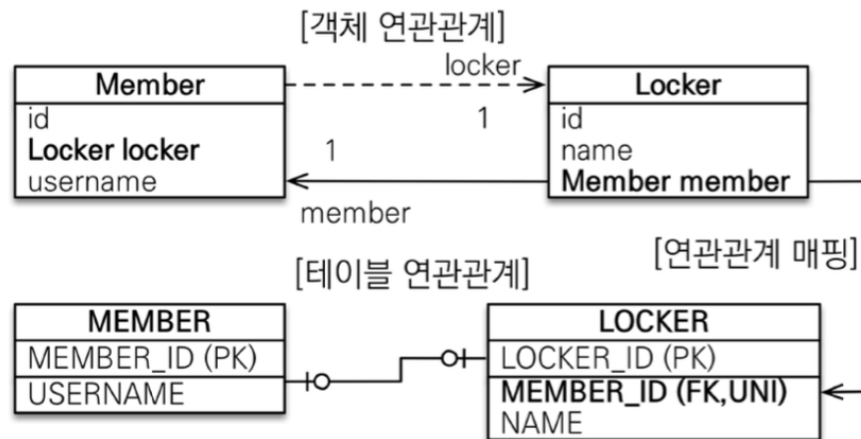 [객체 연관관계]
locker
Member
id
Locker locker
username
Locker
id
name
Member member
1
1
member
[연관관계 매핑]
[테이블 연관관계]
MEMBER
MEMBER_ID (PK)
USERNAME
LOCKER
LOCKER_ID (PK)
MEMBER_ID (FK,UNI)
NAME